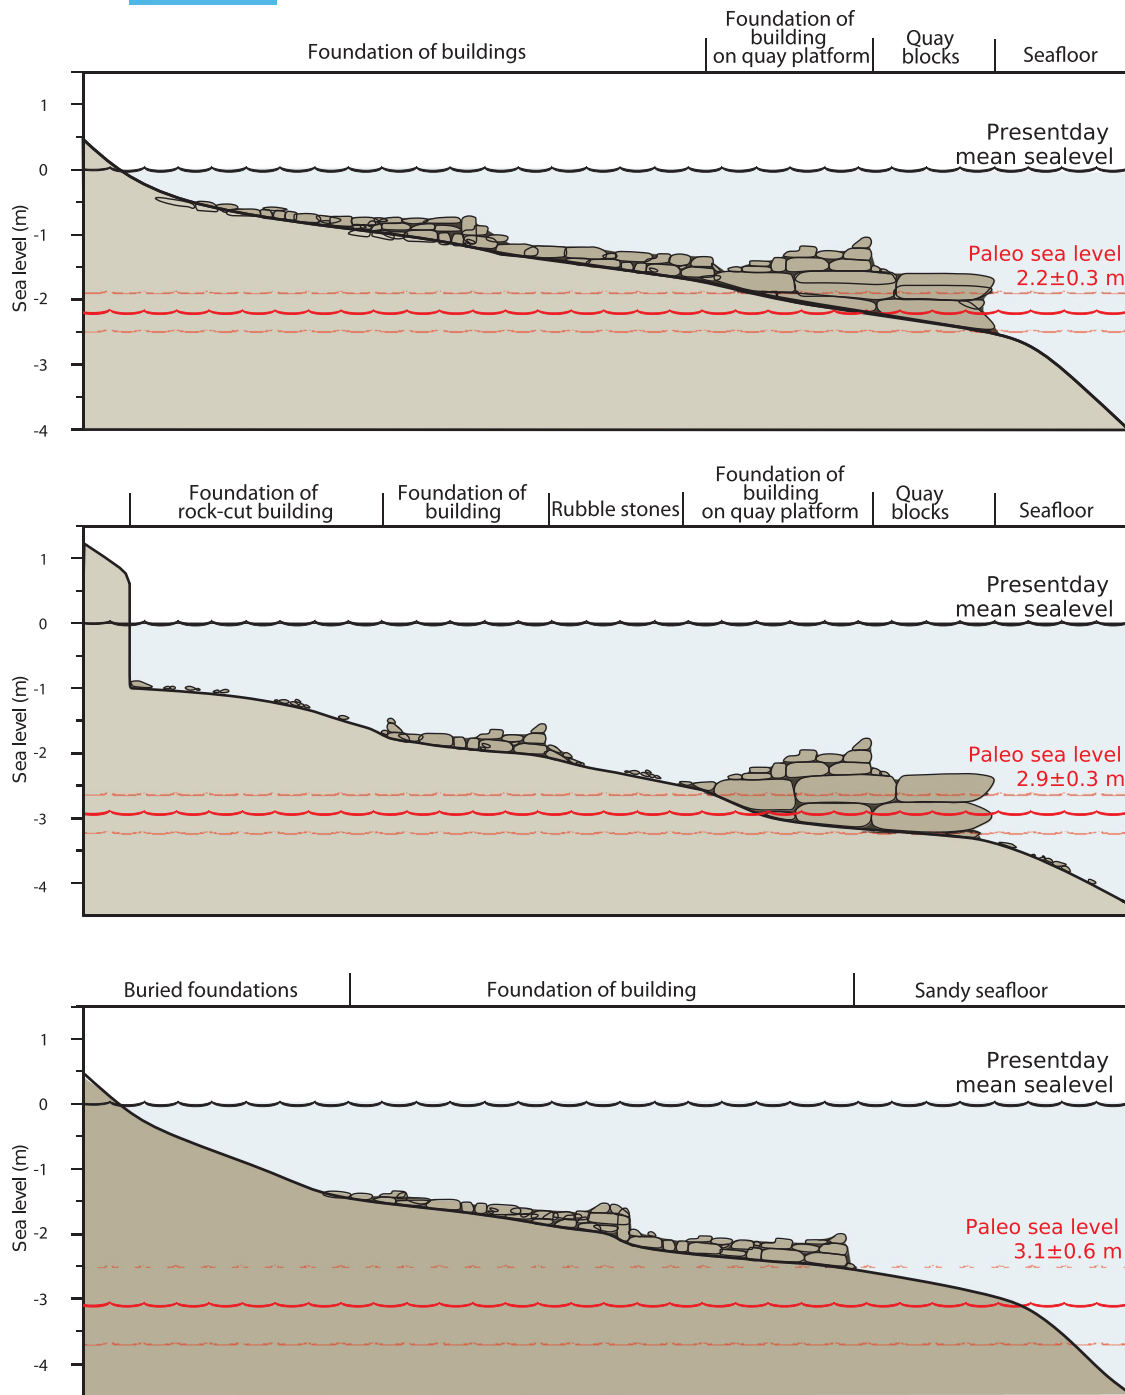 Foundation of buildings
Foundation of
building
on quay platform
Quay
blocks
Seafloor
1
0
-1
-2
-3
-4
Sea level (m)
Presentday
mean sealevel
Paleo sea level
2.2±0.3 m
Foundation of
rock-cut building
Foundation of
building
Rubble stones
Foundation of
building
on quay platform
Quay
blocks
Seafloor
1
0
-1
-2
-3
-4
Sea level (m)
Presentday
mean sealevel
Paleo sea level
2.9±0.3 m
Buried foundations
Foundation of building
Sandy seafloor
1
0
-1
-2
-3
-4
Sea level (m)
Presentday
mean sealevel
Paleo sea level
3.1±0.6 m